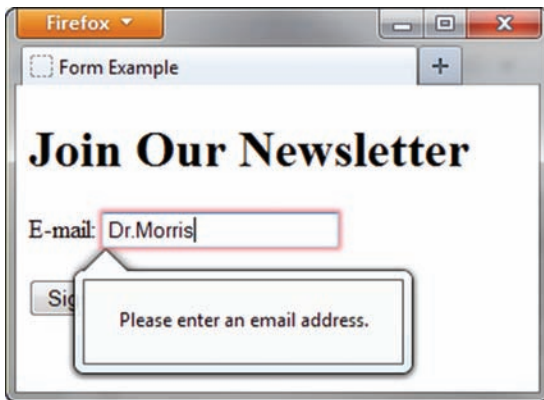 Firefox
Form Example
Join Our Newsletter
E-mail: Dr.Morris
Sig
Please enter an email address.